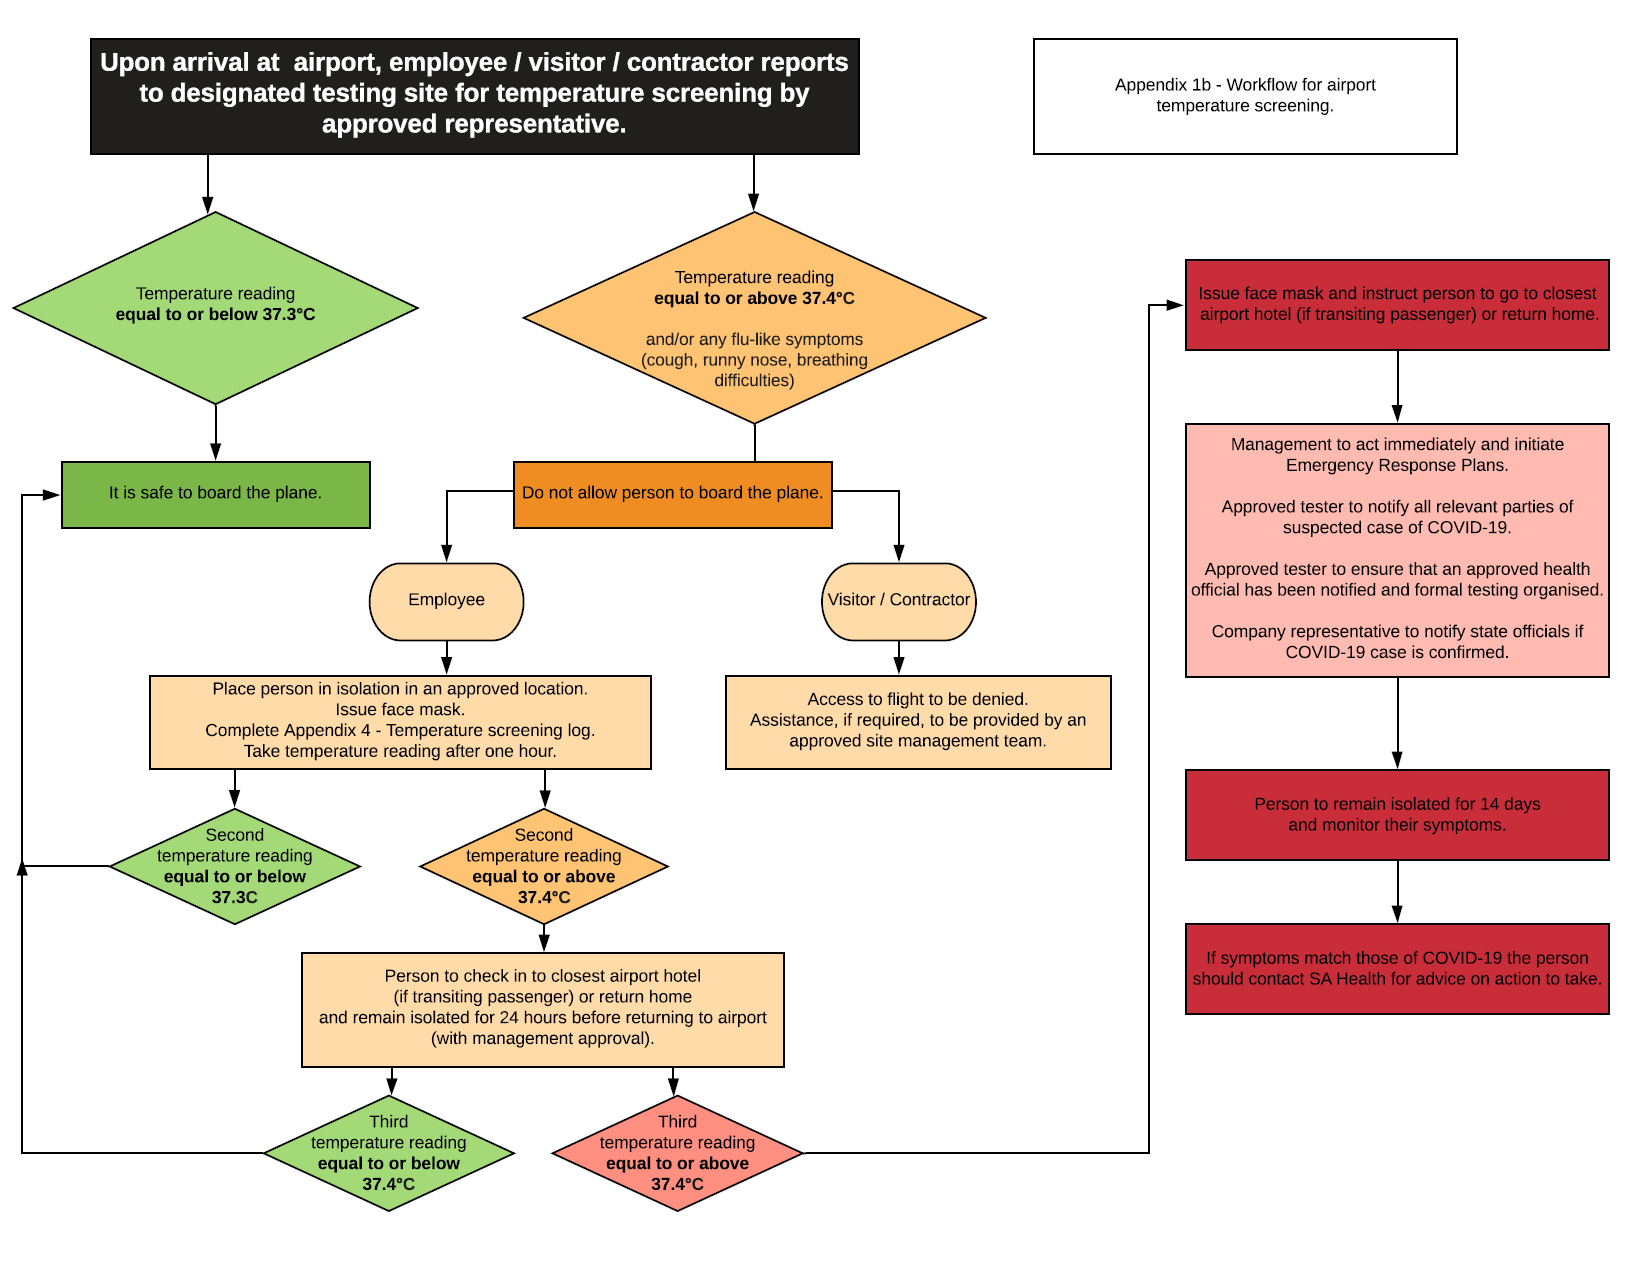 Upon arrival at  airport, employee / visitor / contractor reports
to designated testing site for temperature screening by
approved representative.
Appendix 1b - Workflow for airport
temperature screening.
Temperature reading
equal to or below 37.3°C
Temperature reading
equal to or above 37.4°C
and/or any flu-like symptoms
(cough, runny nose, breathing
difficulties)
Issue face mask and instruct person to go to closest
airport hotel (if transiting passenger) or return home.
It is safe to board the plane.
Do not allow person to board the plane.
Management to act immediately and initiate
Emergency Response Plans.
Approved tester to notify all relevant parties of
suspected case of COVID-19.
Approved tester to ensure that an approved health
official has been notified and formal testing organised.
Company representative to notify state officials if
COVID-19 case is confirmed.
Employee
Visitor / Contractor
Place person in isolation in an approved location.
Issue face mask.
Complete Appendix 4 - Temperature screening log.
Take temperature reading after one hour.
Access to flight to be denied.
Assistance, if required, to be provided by an
approved site management team.
Person to remain isolated for 14 days
and monitor their symptoms.
Second
temperature reading
equal to or below
37.3C
Second
temperature reading
equal to or above
37.4°C
If symptoms match those of COVID-19 the person
should contact SA Health for advice on action to take.
Person to check in to closest airport hotel
(if transiting passenger) or return home
and remain isolated for 24 hours before returning to airport
(with management approval).
Third
temperature reading
equal to or below
37.4°C
Third
temperature reading
equal to or above
37.4°C